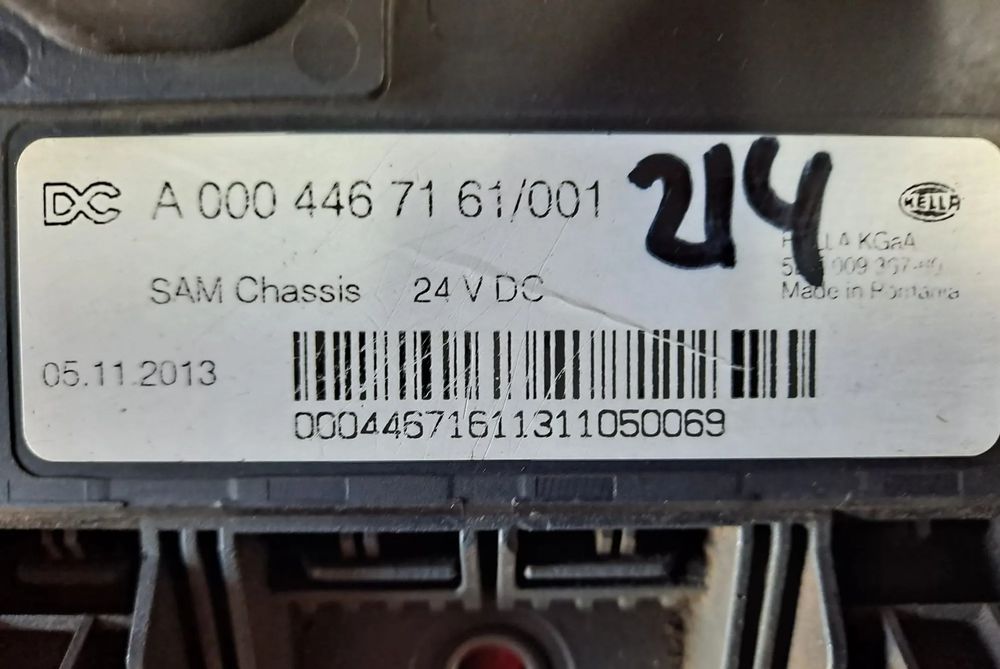 DC A 000 446 71 61/001 214
HELLA
HELLA KGaA
SAM Chassis 24 V DC
Made in Romania
05.11.2013
00044671611311050069